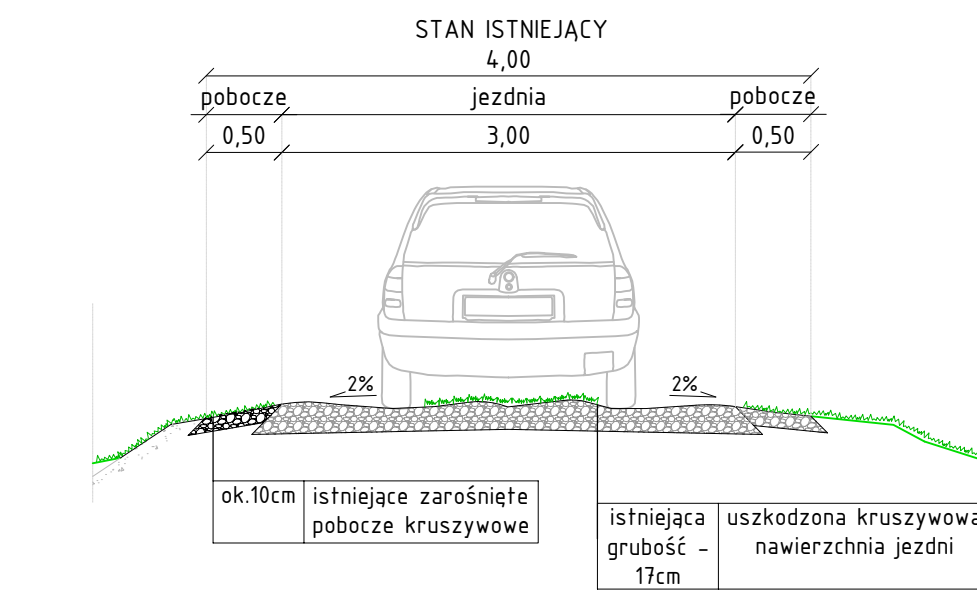 STAN ISTNIEJĄCY
4,00
pobocze jezdnia pobocze
0,50 3,00 0,50
2% 2%
ok.10cm istniejące zarośnięte
pobocze kruszywowe
istniejąca uszkodzona kruszywowa
grubość - nawierzchnia jezdni
17cm